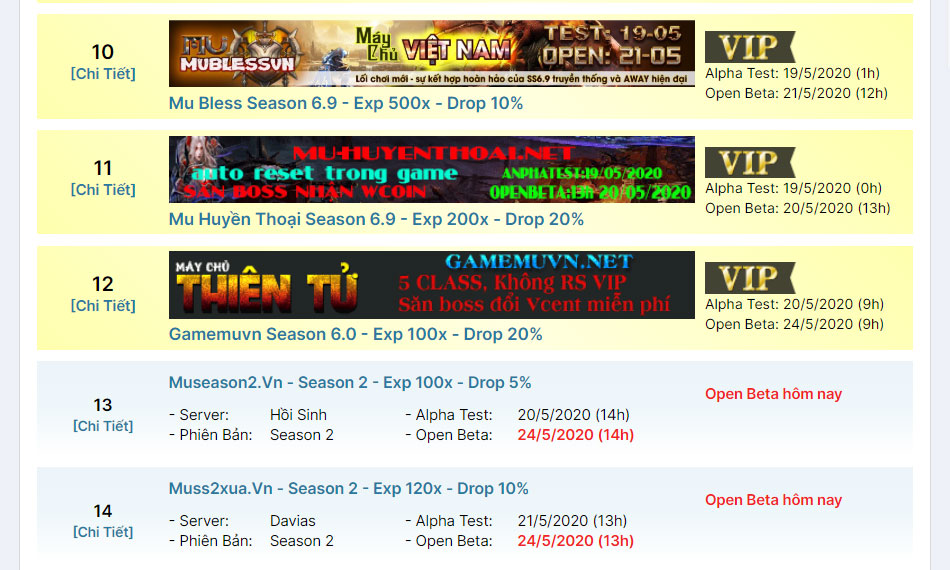 10
[Chi Tiết]
MU
MUBLESSVN
Máy Chủ VIỆT NAM
TEST: 19-05
OPEN: 21-05
Lối chơi mới - sự kết hợp hoàn hảo của SS6.9 truyền thống và AWAY hiện đại
Mu Bless Season 6.9 - Exp 500x - Drop 10%
VIP
Alpha Test: 19/5/2020 (1h)
Open Beta: 21/5/2020 (12h)
11
[Chi Tiết]
MU-HUYENTHOAI.NET
auto reset trong game
SĂN BOSS NHẬN WCOIN
ANPHATEST:19/05/2020
OPENBETA:13h 20/05/2020
Mu Huyền Thoại Season 6.9 - Exp 200x - Drop 20%
VIP
Alpha Test: 19/5/2020 (0h)
Open Beta: 20/5/2020 (13h)
12
[Chi Tiết]
MÁY CHỦ
THIÊN TỬ
GAMEMUVN.NET
5 CLASS, Không RS VIP
Săn boss đổi Vcent miễn phí
Gamemuvn Season 6.0 - Exp 100x - Drop 20%
VIP
Alpha Test: 20/5/2020 (9h)
Open Beta: 24/5/2020 (9h)
13
[Chi Tiết]
Museason2.Vn - Season 2 - Exp 100x - Drop 5%
- Server: Hồi Sinh - Alpha Test: 20/5/2020 (14h)
- Phiên Bản: Season 2 - Open Beta: 24/5/2020 (14h)
Open Beta hôm nay
14
[Chi Tiết]
Muss2xua.Vn - Season 2 - Exp 120x - Drop 10%
- Server: Davias - Alpha Test: 21/5/2020 (13h)
- Phiên Bản: Season 2 - Open Beta: 24/5/2020 (13h)
Open Beta hôm nay